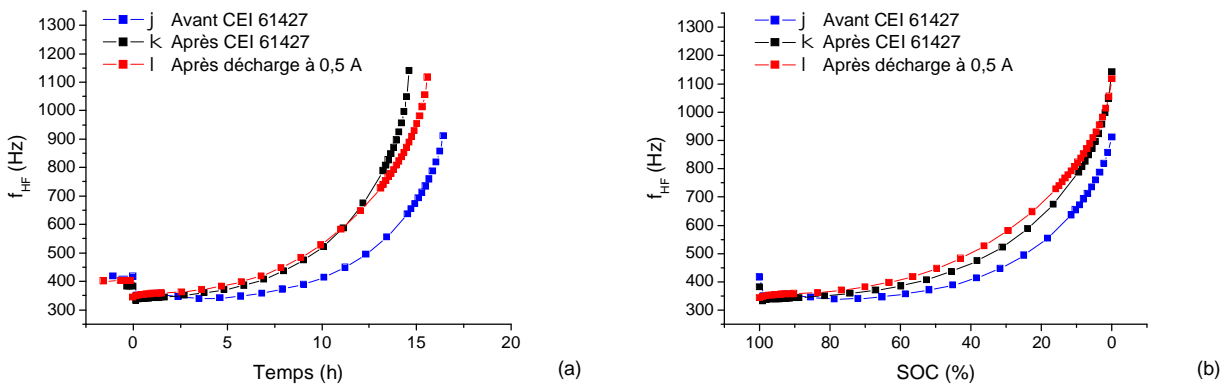 1300
1200
1100
1000
900
800
700
600
500
400
300
f_HF (Hz)
j Avant CEI 61427
k Après CEI 61427
l Après décharge à 0,5 A
0 5 10 15 20
Temps (h)
(a)
1300
1200
1100
1000
900
800
700
600
500
400
300
f_HF (Hz)
j Avant CEI 61427
k Après CEI 61427
l Après décharge à 0,5 A
100 80 60 40 20 0
SOC (%)
(b)